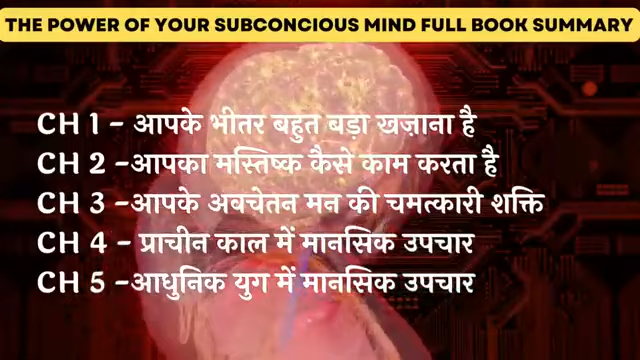 THE POWER OF YOUR SUBCONCIOUS MIND FULL BOOK SUMMARY
CH 1 - आपके भीतर बहुत बड़ा खज़ाना है
CH 2 -आपका मस्तिष्क कैसे काम करता है
CH 3 -आपके अवचेतन मन की चमत्कारी शक्ति
CH 4 - प्राचीन काल में मानसिक उपचार
CH 5 -आधुनिक युग में मानसिक उपचार